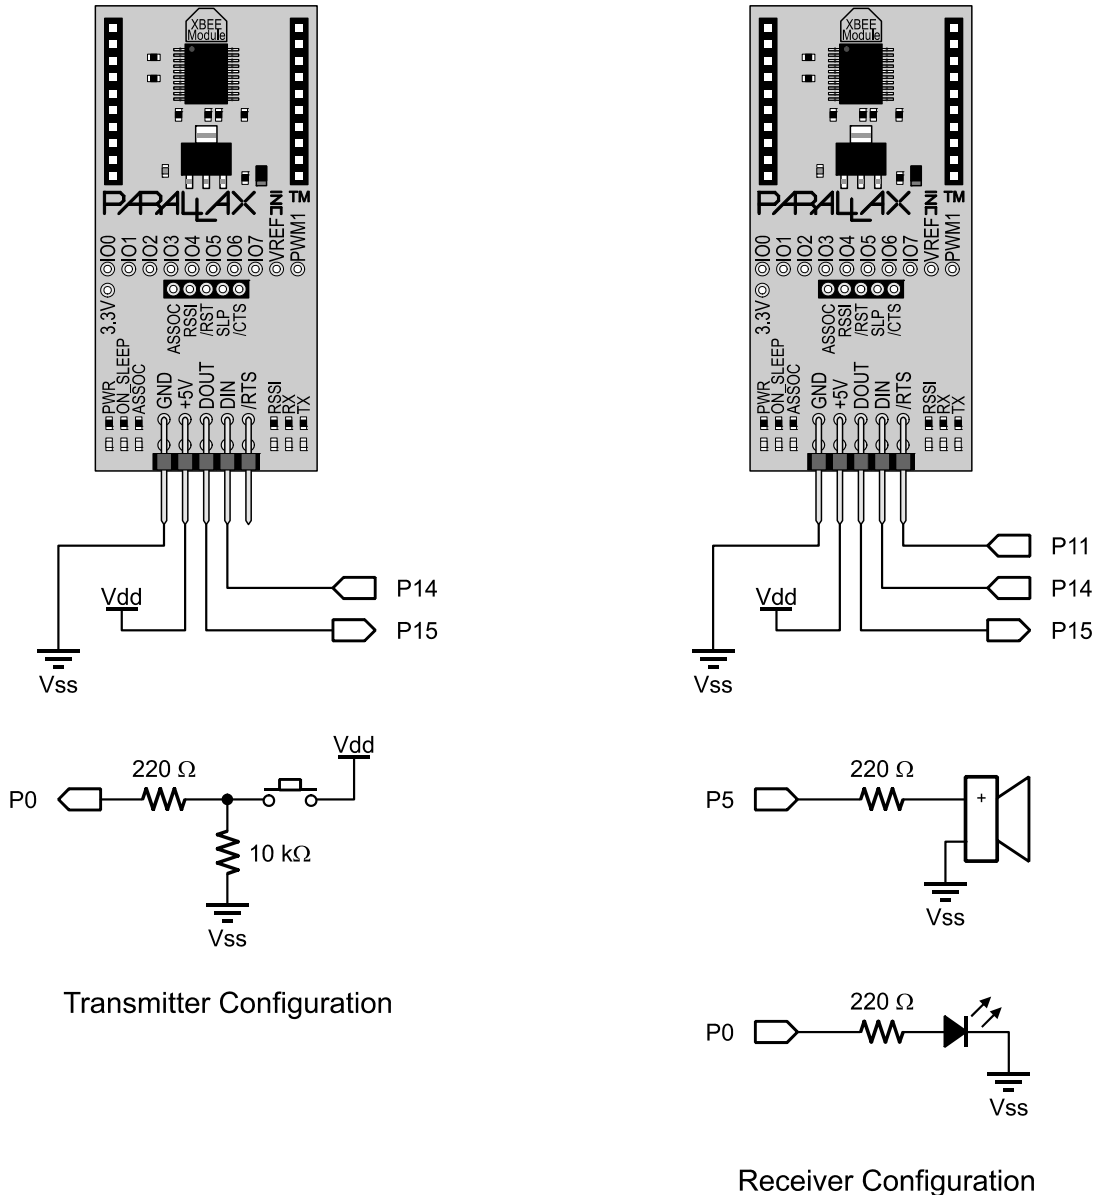 XBEE
Module
PARALLAX INC ™
IO0
IO1
IO2
IO3
IO4
IO5
IO6
IO7
VREF
PWM1
3.3V
ASSOC
RSSI
/RST
SLP
/CTS
PWR
ON_SLEEP
ASSOC
GND
+5V
DOUT
DIN
/RTS
RSSI
RX
TX
P14
Vdd
P15
Vss
Vdd
220 Ω
P0
10 kΩ
Vss
Transmitter Configuration
XBEE
Module
PARALLAX INC ™
IO0
IO1
IO2
IO3
IO4
IO5
IO6
IO7
VREF
PWM1
3.3V
ASSOC
RSSI
/RST
SLP
/CTS
PWR
ON_SLEEP
ASSOC
GND
+5V
DOUT
DIN
/RTS
RSSI
RX
TX
P11
P14
Vdd
P15
Vss
220 Ω
P5
+
Vss
220 Ω
P0
Vss
Receiver Configuration